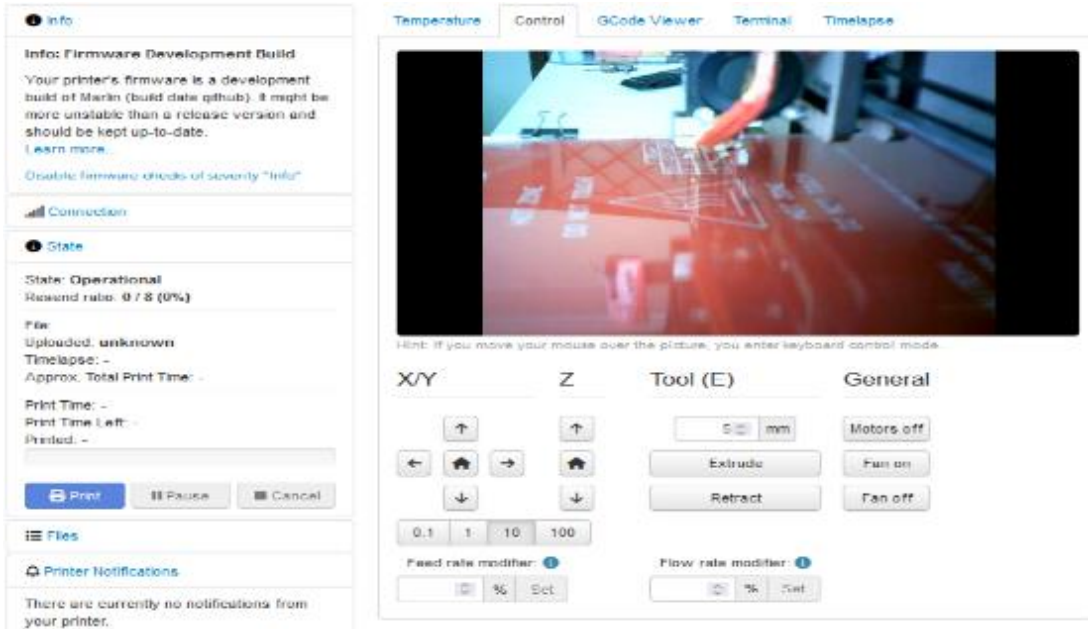 Info
Info: Firmware Development Build
Your printer's firmware is a development
build of Marlin (build date github). It might be
more unstable than a release version and
should be kept up-to-date.
Learn more...
Disable firmware checks of severity "Info"
Connection
State
State: Operational
Resend ratio: 0 / 8 (0%)
File:
Uploaded: unknown
Timelapse: -
Approx. Total Print Time: -
Print Time: -
Print Time Left: -
Printed: -
Print Pause Cancel
Files
Printer Notifications
There are currently no notifications from
your printer.
Temperature Control GCode Viewer Terminal Timelapse
Hint: If you move your mouse over the picture, you enter keyboard control mode.
X/Y Z Tool (E) General
5 mm Motors off
Extrude Fan on
Retract Fan off
0.1 1 10 100
Feed rate modifier: Flow rate modifier:
% Set % Set